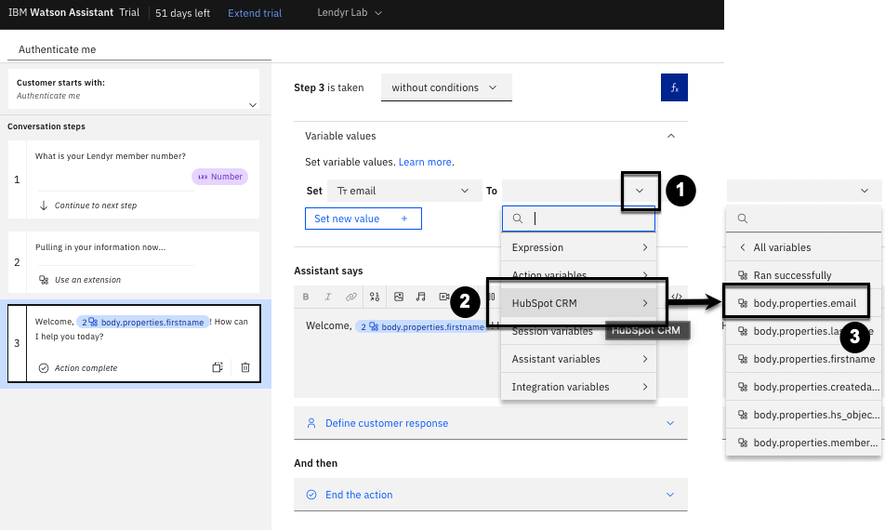 IBM Watson Assistant Trial
51 days left
Extend trial
Lendyr Lab
Authenticate me
Customer starts with:
Authenticate me
Conversation steps
1
What is your Lendyr member number?
Number
Continue to next step
2
Pulling in your information now...
Use an extension
3
Welcome, 2 body.properties.firstname ! How can
I help you today?
Action complete
Step 3 is taken
without conditions
fx
Variable values
Set variable values. Learn more.
Set
Tт email
To
1
Set new value +
Expression
Action variables
2
HubSpot CRM
HubSpot CRM
Session variables
Assistant variables
Integration variables
Assistant says
B I
Welcome, 2 body.properties.firstname
Define customer response
And then
End the action
All variables
Ran successfully
body.properties.email
3
body.properties.firstname
body.properties.createda...
body.properties.hs_objec...
body.properties.member...